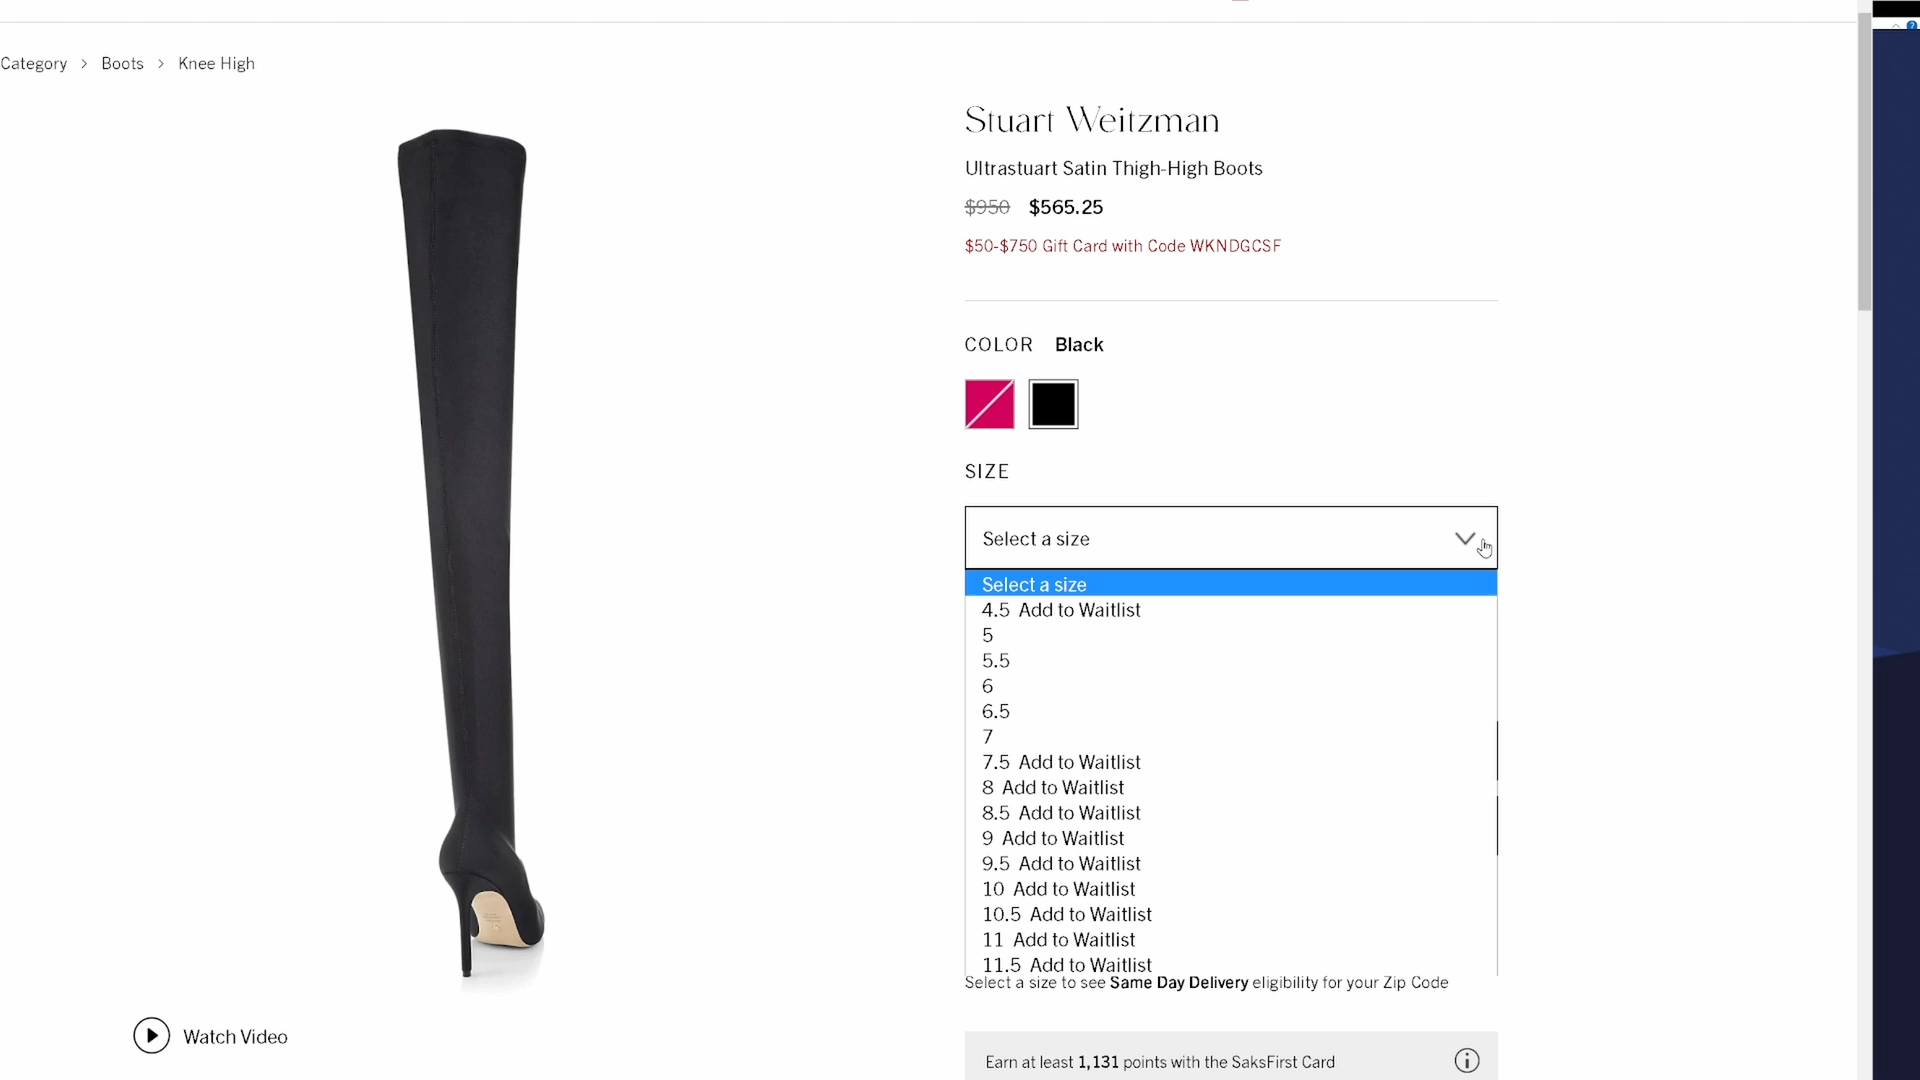 Category > Boots > Knee High
Stuart Weitzman
Ultrastuart Satin Thigh-High Boots
$950 $565.25
$50-$750 Gift Card with Code WKNDGCSF
COLOR Black
SIZE
Select a size
Select a size
4.5 Add to Waitlist
5
5.5
6
6.5
7
7.5 Add to Waitlist
8 Add to Waitlist
8.5 Add to Waitlist
9 Add to Waitlist
9.5 Add to Waitlist
10 Add to Waitlist
10.5 Add to Waitlist
11 Add to Waitlist
11.5 Add to Waitlist
Select a size to see Same Day Delivery eligibility for your Zip Code
Watch Video
Earn at least 1,131 points with the SaksFirst Card